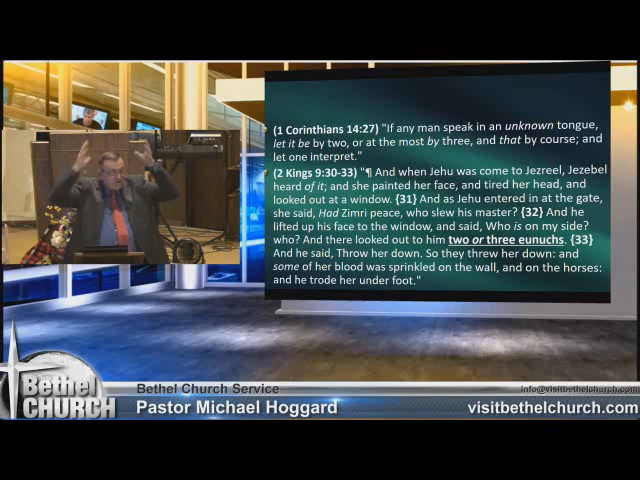 (1 Corinthians 14:27) "If any man speak in an unknown tongue,
let it be by two, or at the most by three, and that by course; and
let one interpret."
(2 Kings 9:30-33) "¶ And when Jehu was come to Jezreel, Jezebel
heard of it; and she painted her face, and tired her head, and
looked out at a window. {31} And as Jehu entered in at the gate,
she said, Had Zimri peace, who slew his master? {32} And he
lifted up his face to the window, and said, Who is on my side?
who? And there looked out to him two or three eunuchs. {33}
And he said, Throw her down. So they threw her down: and
some of her blood was sprinkled on the wall, and on the horses:
and he trode her under foot."
Bethel
CHURCH
Bethel Church Service
info@visitbethelchurch.com
Pastor Michael Hoggard
visitbethelchurch.com